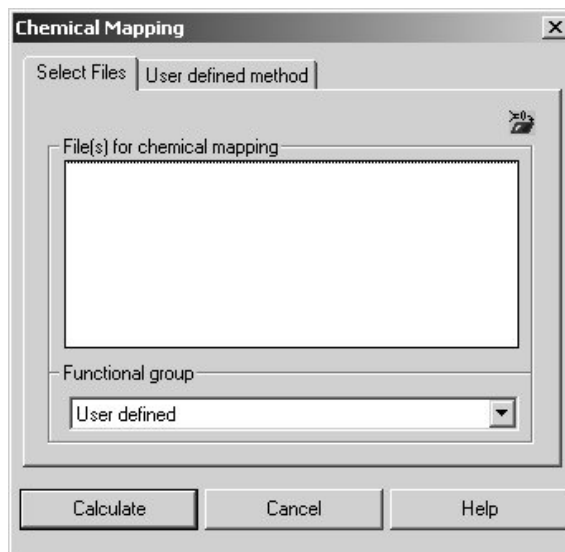 Chemical Mapping
Select Files
User defined method
File(s) for chemical mapping
Functional group
User defined
Calculate
Cancel
Help